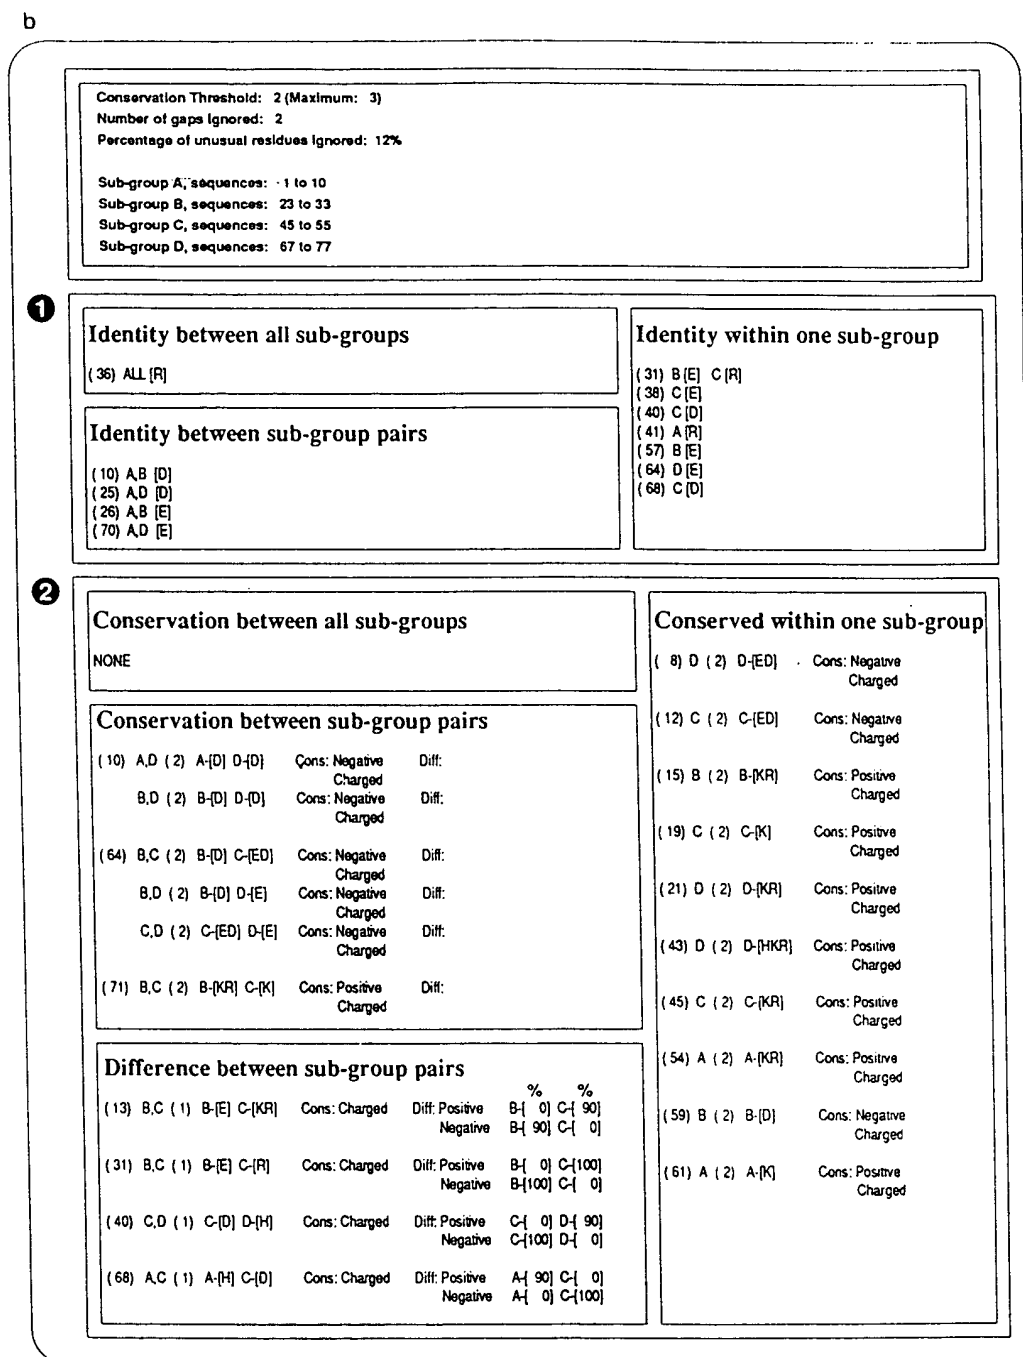 b
Conservation Threshold: 2 (Maximum: 3)
Number of gaps Ignored: 2
Percentage of unusual residues Ignored: 12%
Sub-group A, sequences: 1 to 10
Sub-group B, sequences: 23 to 33
Sub-group C, sequences: 45 to 55
Sub-group D, sequences: 67 to 77
1
Identity between all sub-groups
( 36) ALL [R]
Identity between sub-group pairs
( 10) A,B [D]
( 25) A,D [D]
( 26) A,B [E]
( 70) A,D [E]
Identity within one sub-group
( 31) B [E] C [R]
( 38) C [E]
( 40) C [D]
( 41) A [R]
( 57) B [E]
( 64) D [E]
( 68) C [D]
2
Conservation between all sub-groups
NONE
Conservation between sub-group pairs
( 10) A,D ( 2) A-[D] D-[D] Cons: Negative Diff:
Charged
B,D ( 2) B-[D] D-[D] Cons: Negative Diff:
Charged
( 64) B,C ( 2) B-[D] C-[ED] Cons: Negative Diff:
Charged
B,D ( 2) B-[D] D-[E] Cons: Negative Diff:
Charged
C,D ( 2) C-[ED] D-[E] Cons: Negative Diff:
Charged
( 71) B,C ( 2) B-[KR] C-[K] Cons: Positive Diff:
Charged
Difference between sub-group pairs
% %
( 13) B,C ( 1) B-[E] C-[KR] Cons: Charged Diff: Positive B-[ 0] C-[ 90]
Negative B-[ 90] C-[ 0]
( 31) B,C ( 1) B-[E] C-[R] Cons: Charged Diff: Positive B-[ 0] C-[100]
Negative B-[100] C-[ 0]
( 40) C,D ( 1) C-[D] D-[H] Cons: Charged Diff: Positive C-[ 0] D-[ 90]
Negative C-[100] D-[ 0]
( 68) A,C ( 1) A-[H] C-[D] Cons: Charged Diff: Positive A-[ 90] C-[ 0]
Negative A-[ 0] C-[100]
Conserved within one sub-group
( 8) D ( 2) D-[ED] Cons: Negative
Charged
( 12) C ( 2) C-[ED] Cons: Negative
Charged
( 15) B ( 2) B-[KR] Cons: Positive
Charged
( 19) C ( 2) C-[K] Cons: Positive
Charged
( 21) D ( 2) D-[KR] Cons: Positive
Charged
( 43) D ( 2) D-[HKR] Cons: Positive
Charged
( 45) C ( 2) C-[KR] Cons: Positive
Charged
( 54) A ( 2) A-[KR] Cons: Positive
Charged
( 59) B ( 2) B-[D] Cons: Negative
Charged
( 61) A ( 2) A-[K] Cons: Positive
Charged